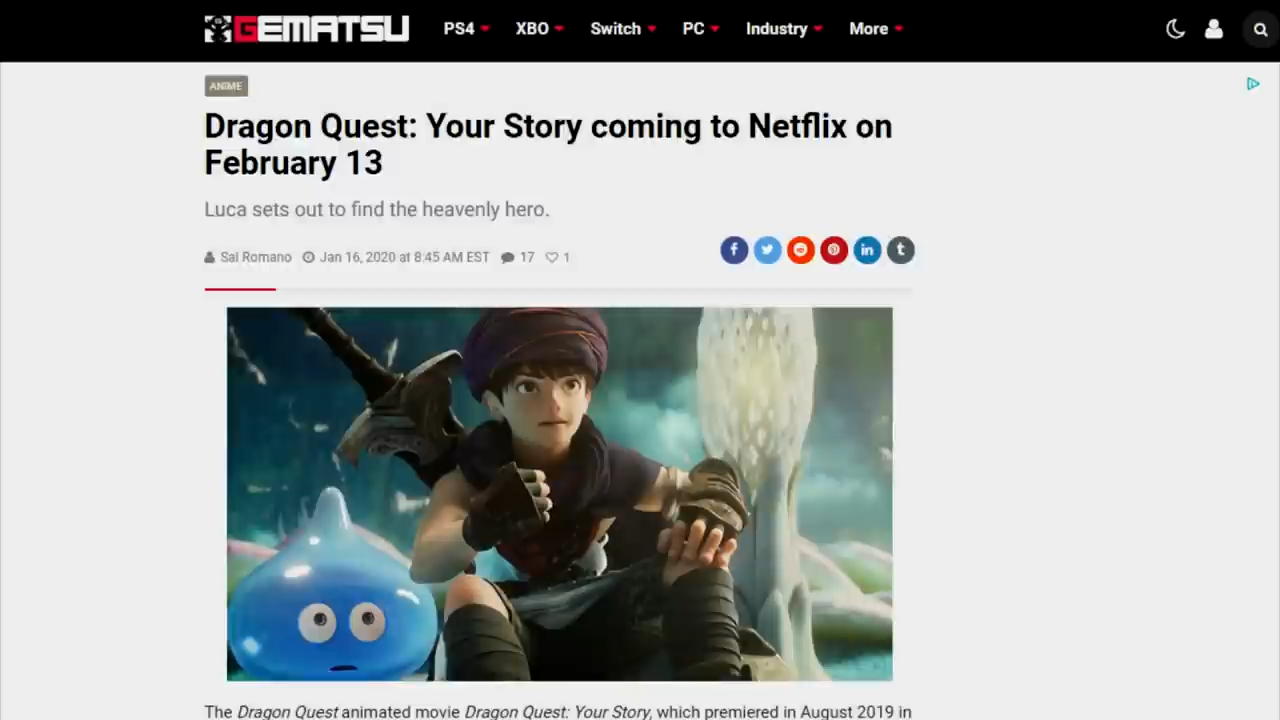 GEMATSU PS4 XBO Switch PC Industry More
ANIME
Dragon Quest: Your Story coming to Netflix on
February 13
Luca sets out to find the heavenly hero.
Sal Romano Jan 16, 2020 at 8:45 AM EST 17 1
The Dragon Quest animated movie Dragon Quest: Your Story, which premiered in August 2019 in